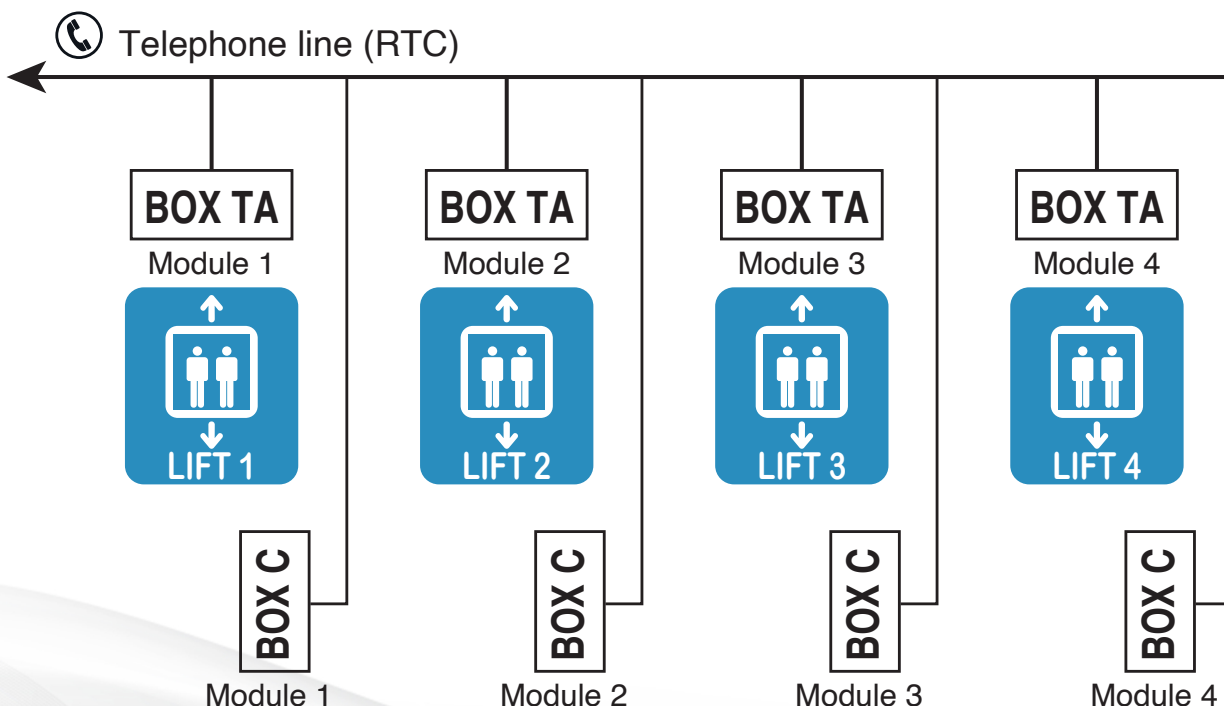 Telephone line (RTC)
BOX TA
BOX TA
BOX TA
BOX TA
Module 1
Module 2
Module 3
Module 4
LIFT 1
LIFT 2
LIFT 3
LIFT 4
BOX C
BOX C
BOX C
BOX C
Module 1
Module 2
Module 3
Module 4